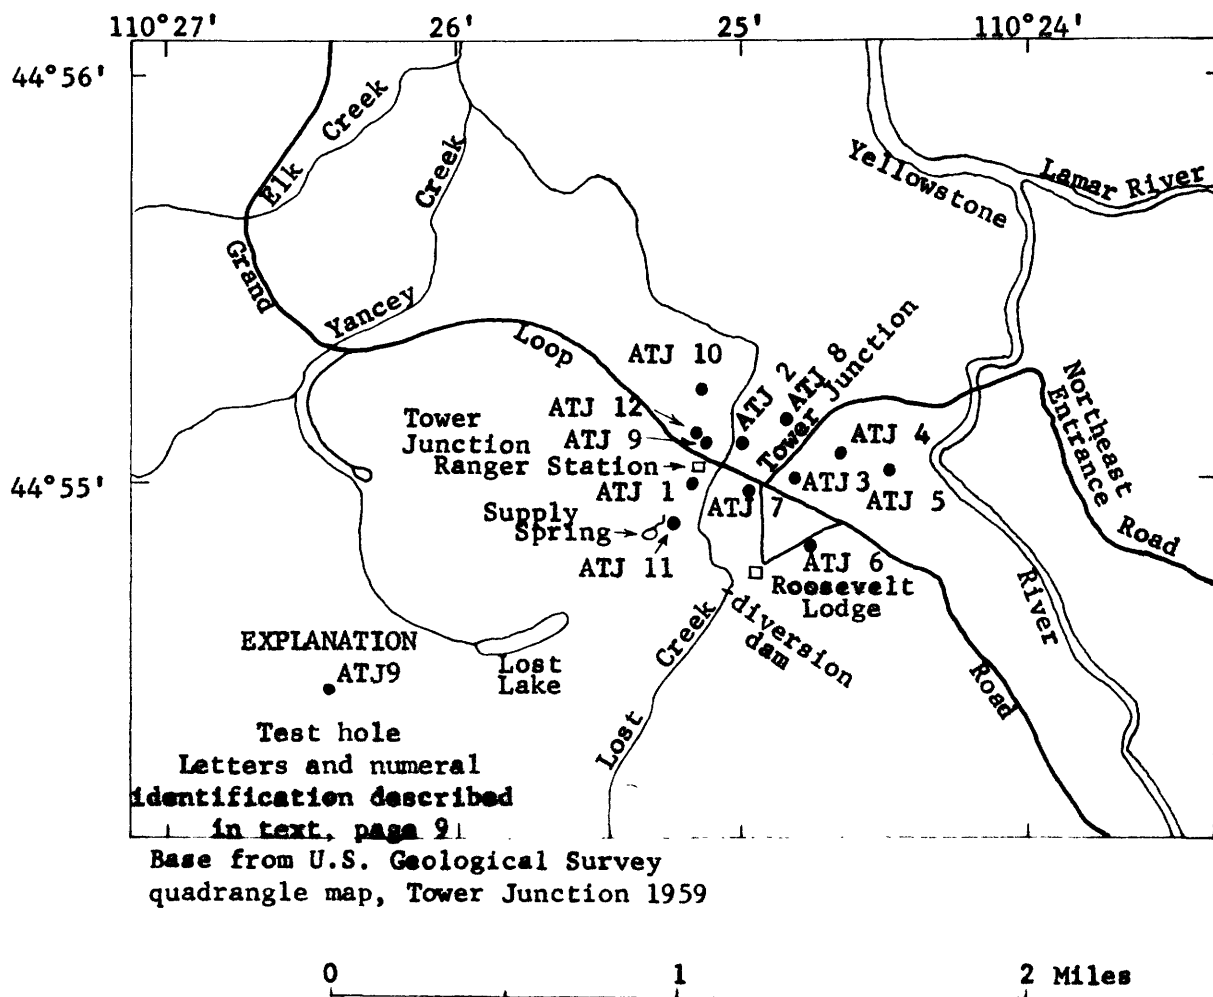 110°27' 26' 25' 110°24'
44°56'
Elk Creek
Creek
Yellowstone
Lamar River
Grand
Yancey
Loop
ATJ 10
ATJ 2
ATJ 8
Tower Junction
Northeast
Entrance
Road
ATJ 12
Tower
Junction
Ranger Station
ATJ 9
ATJ 4
44°55'
ATJ 1
ATJ 7
ATJ 3
ATJ 5
Supply
Spring
ATJ 11
ATJ 6
Roosevelt
Lodge
River
diversion
dam
Lost Creek
Road
Lost
Lake
EXPLANATION
ATJ9
Test hole
Letters and numeral
identification described
in text, page 9
Base from U.S. Geological Survey
quadrangle map, Tower Junction 1959
0 1 2 Miles